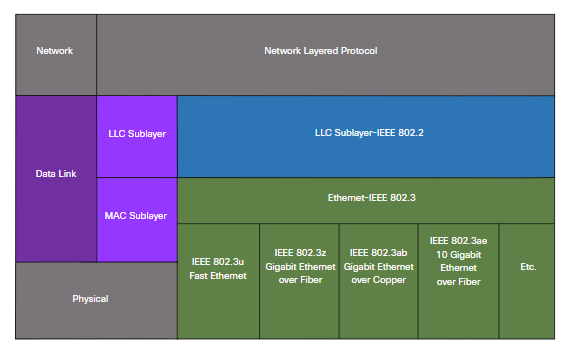 Network
Network Layered Protocol
Data Link
LLC Sublayer
LLC Sublayer-IEEE 802.2
MAC Sublayer
Ethernet-IEEE 802.3
IEEE 802.3u
Fast Ethernet
IEEE 802.3z
Gigabit Ethernet
over Fiber
IEEE 802.3ab
Gigabit Ethernet
over Copper
IEEE 802.3ae
10 Gigabit
Ethernet
over Fiber
Etc.
Physical